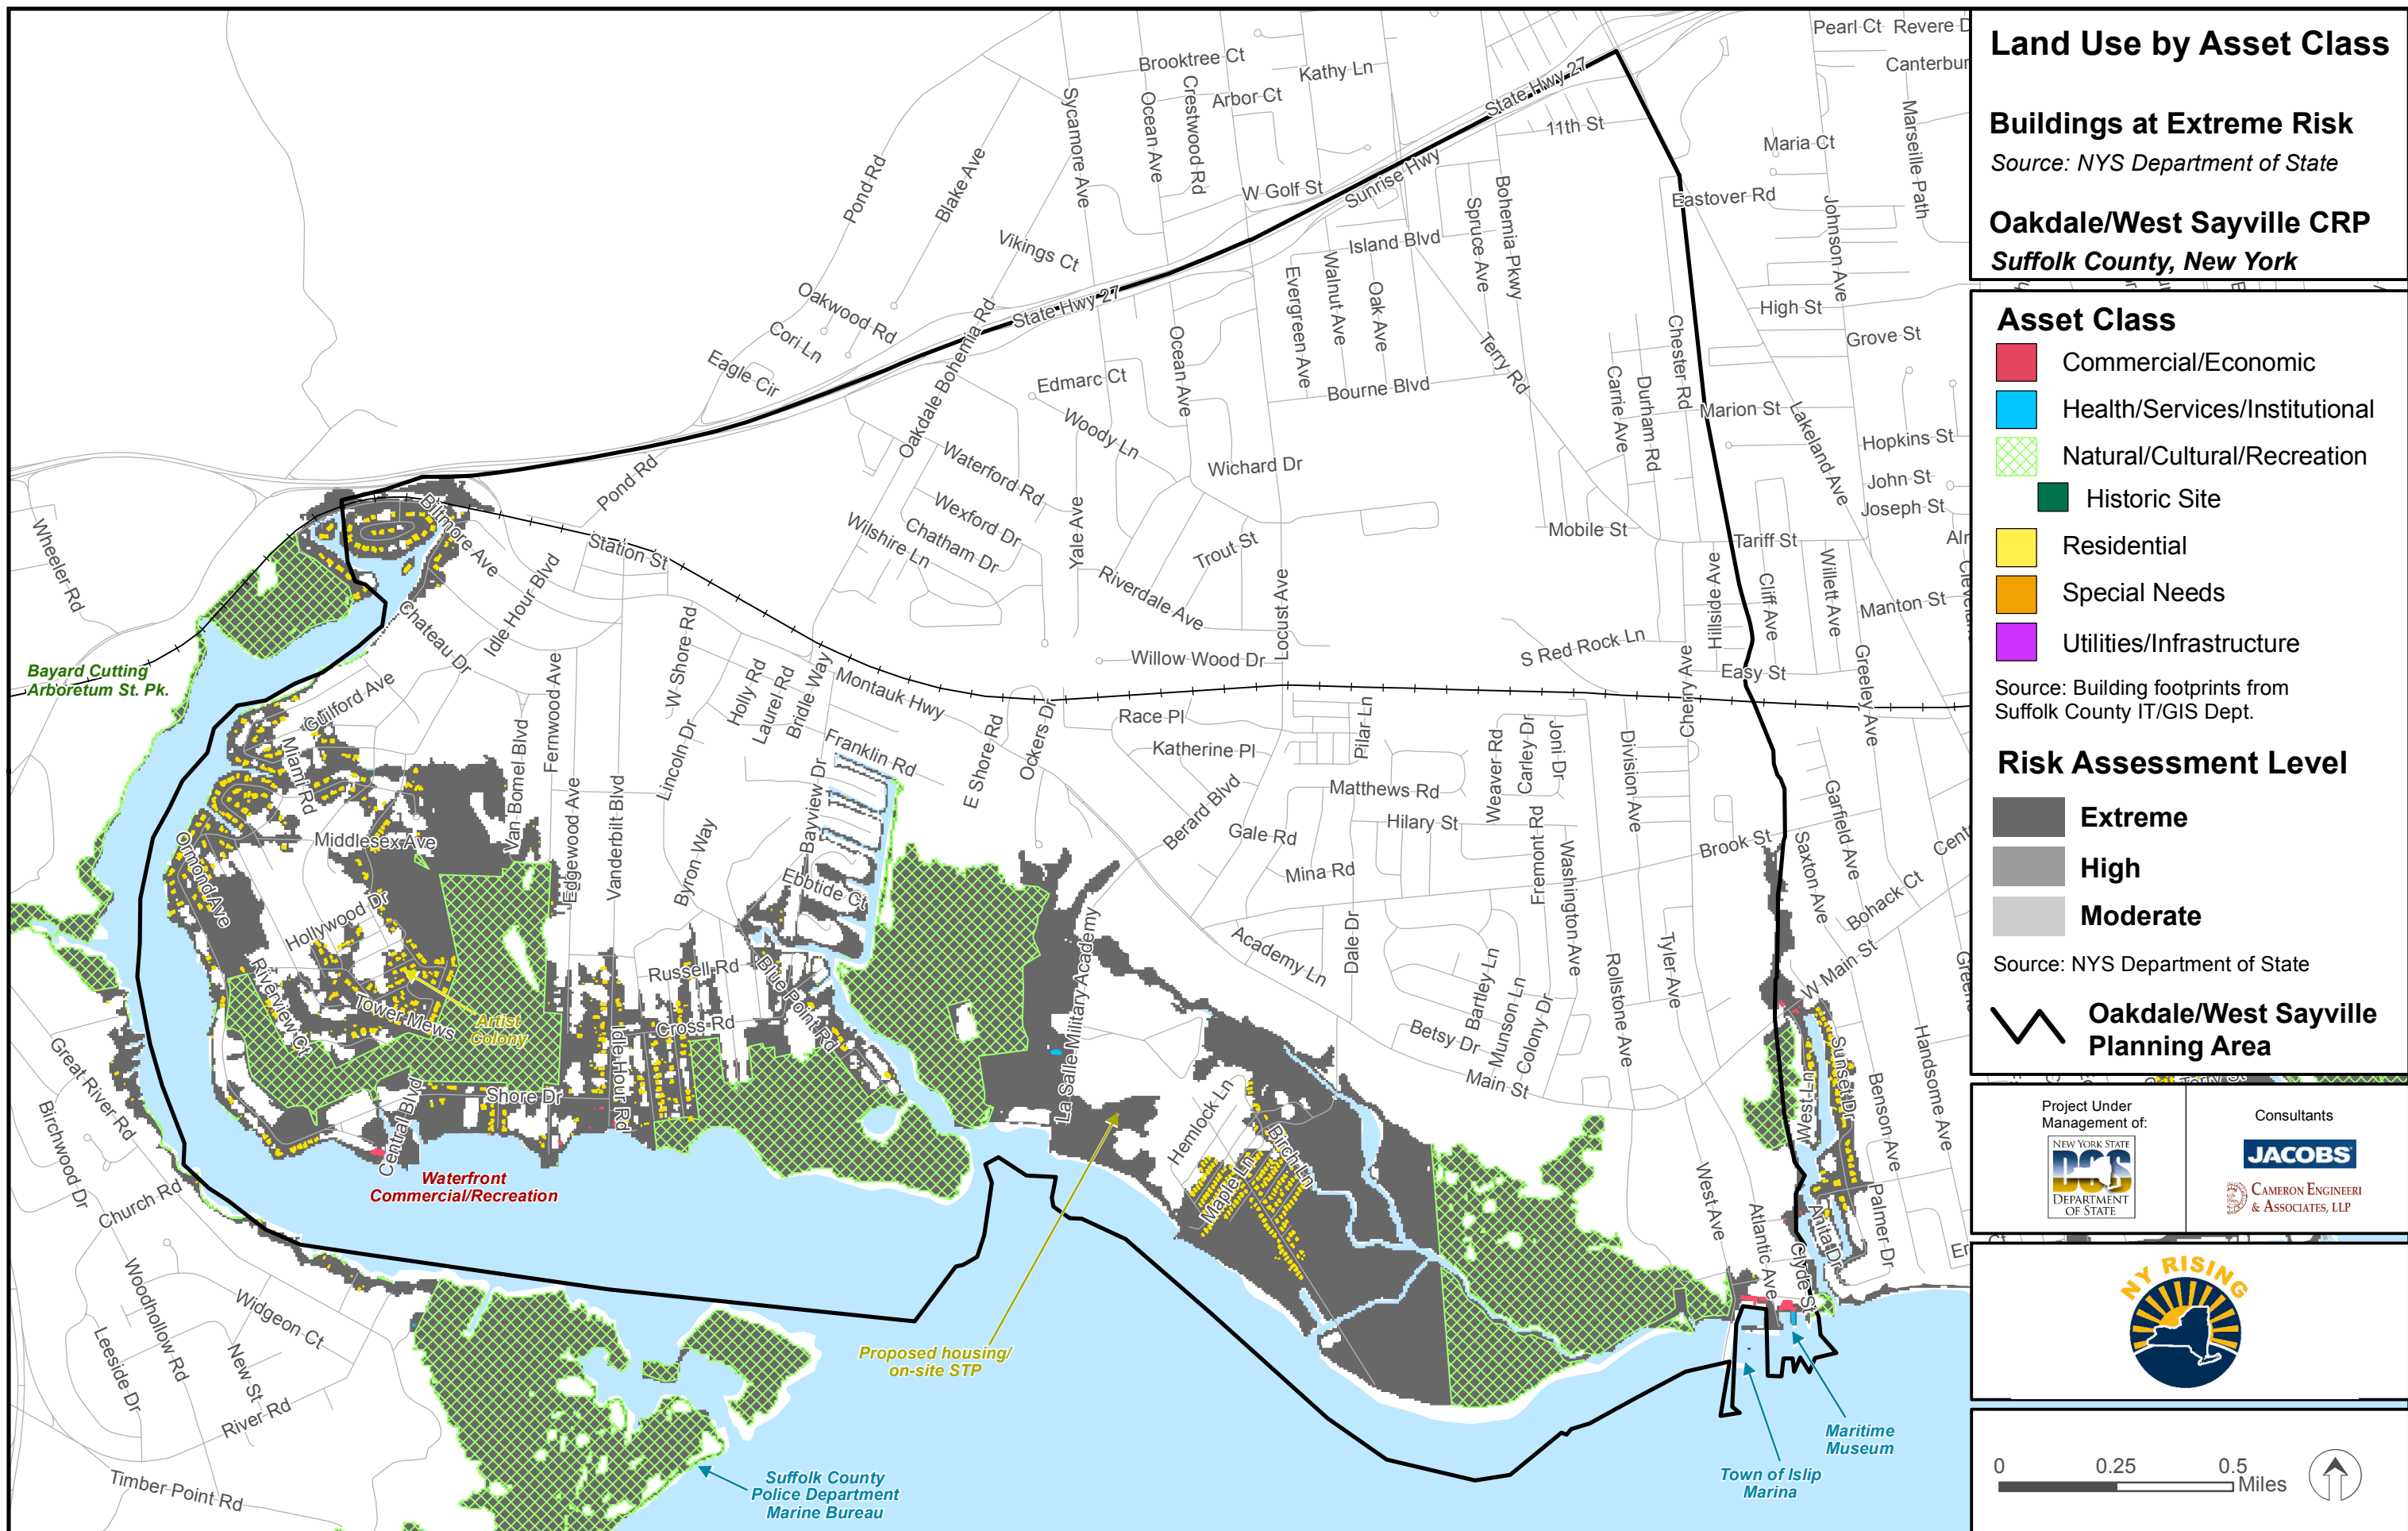 Land Use by Asset Class
Buildings at Extreme Risk
Source: NYS Department of State
Oakdale/West Sayville CRP
Suffolk County, New York
Asset Class
Commercial/Economic
Health/Services/Institutional
Natural/Cultural/Recreation
Historic Site
Residential
Special Needs
Utilities/Infrastructure
Source: Building footprints from
Suffolk County IT/GIS Dept.
Risk Assessment Level
Extreme
High
Moderate
Source: NYS Department of State
Oakdale/West Sayville
Planning Area
Project Under
Management of:
NEW YORK STATE
DOS
DEPARTMENT
OF STATE
Consultants
JACOBS
CAMERON ENGINEERI
& ASSOCIATES, LLP
NY RISING
0 0.25 0.5
Miles
Pearl Ct
Revere D
Canterbur
Brooktree Ct
Kathy Ln
Arbor Ct
Crestwood Rd
Ocean Ave
Sycamore Ave
State Hwy 27
11th St
Maria Ct
Marseille Path
Pond Rd
Blake Ave
W Golf St
Sunrise Hwy
Eastover Rd
Johnson Ave
Vikings Ct
Island Blvd
Spruce Ave
Bohemia Pkwy
Evergreen Ave
Walnut Ave
Oak Ave
Oakwood Rd
Cori Ln
Eagle Cir
State Hwy 27
Oakdale Bohemia Rd
High St
Grove St
Ocean Ave
Terry Rd
Chester Rd
Edmarc Ct
Bourne Blvd
Carrie Ave
Durham Rd
Marion St
Lakeland Ave
Woody Ln
Hopkins St
Waterford Rd
Wichard Dr
John St
Pond Rd
Joseph St
Wexford Dr
Chatham Dr
Wilshire Ln
Yale Ave
Trout St
Mobile St
Tariff St
Wheeler Rd
Biltmore Ave
Station St
Idle Hour Blvd
Riverdale Ave
Locust Ave
Hillside Ave
Cliff Ave
Willett Ave
Manton St
Chateau Dr
W Shore Rd
Willow Wood Dr
S Red Rock Ln
Easy St
Greeley Ave
Bayard Cutting
Arboretum St. Pk.
Guilford Ave
Fernwood Ave
Holly Rd
Laurel Rd
Bridle Way
Montauk Hwy
Cherry Ave
Race Pl
Pilar Ln
Katherine Pl
Miami Rd
Van Bomel Blvd
Lincoln Dr
Franklin Rd
E Shore Rd
Ockers Dr
Weaver Rd
Carley Dr
Joni Dr
Division Ave
Matthews Rd
Garfield Ave
Edgewood Ave
Vanderbilt Blvd
Bayview Dr
Berard Blvd
Hilary St
Gale Rd
Brook St
Middlesex Ave
Ormond Ave
Byron Way
Ebbtide Ct
Mina Rd
Fremont Rd
Washington Ave
Saxton Ave
Bohack Ct
Hollywood Dr
La Salle Military Academy
Academy Ln
Dale Dr
Tyler Ave
W Main St
Riverview Ct
Russell Rd
Blue Point Rd
Rollstone Ave
Tower Mews
Artist
Colony
Cross Rd
Bartley Ln
Munson Ln
Colony Dr
Betsy Dr
Main St
Great River Rd
Idle Hour Rd
Shore Dr
Central Blvd
Hemlock Ln
Birch Ln
Maple Ln
West Ln
Sunset Dr
Benson Ave
Handsome Ave
Birchwood Dr
Church Rd
Waterfront
Commercial/Recreation
West Ave
Atlantic Ave
Clyde St
Anita Dr
Palmer Dr
Woodhollow Rd
Widgeon Ct
Leeside Dr
New St
River Rd
Timber Point Rd
Proposed housing/
on-site STP
Suffolk County
Police Department
Marine Bureau
Maritime
Museum
Town of Islip
Marina